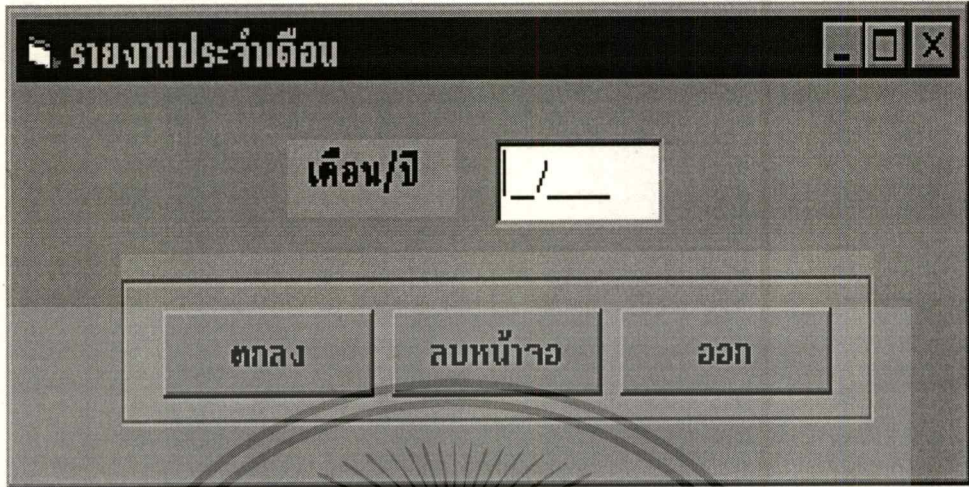 รายงานประจำเดือน
เดือน/ปี __/____
ตกลง ลบหน้าจอ ออก